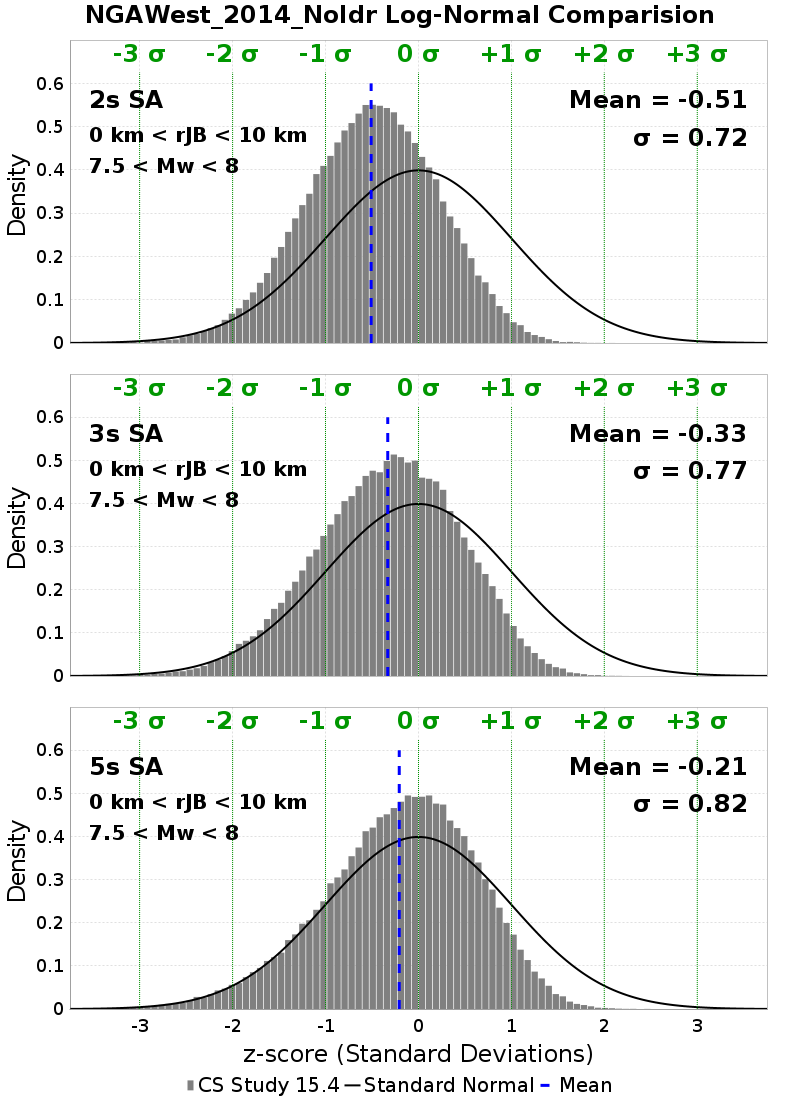 NGAWest_2014_NoIdr Log-Normal Comparision
-3 σ -2 σ -1 σ 0 σ +1 σ +2 σ +3 σ
0.6
2s SA Mean = -0.51
0.5
0 km < rJB < 10 km σ = 0.72
7.5 < Mw < 8
0.4
Density
0.3
0.2
0.1
0
-3 σ -2 σ -1 σ 0 σ +1 σ +2 σ +3 σ
0.6
3s SA Mean = -0.33
0.5
0 km < rJB < 10 km σ = 0.77
7.5 < Mw < 8
0.4
Density
0.3
0.2
0.1
0
-3 σ -2 σ -1 σ 0 σ +1 σ +2 σ +3 σ
0.6
5s SA Mean = -0.21
0.5
0 km < rJB < 10 km σ = 0.82
7.5 < Mw < 8
0.4
Density
0.3
0.2
0.1
0
-3 -2 -1 0 1 2 3
z-score (Standard Deviations)
CS Study 15.4 Standard Normal Mean